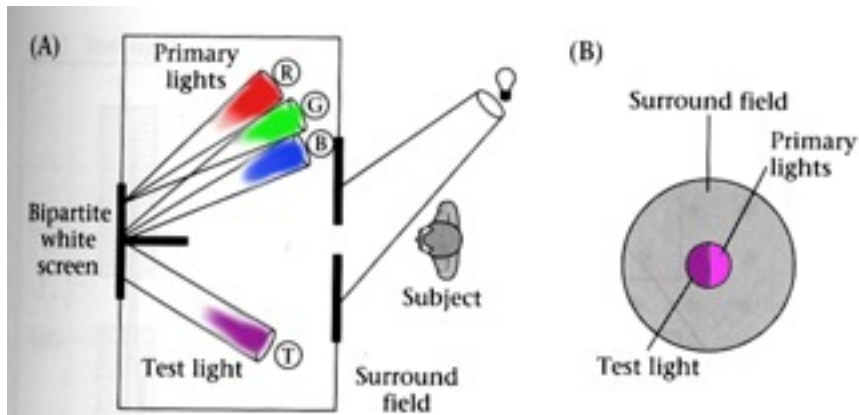 (A)
Primary
lights
R
G
B
Bipartite
white
screen
Subject
Test light
T
Surround
field
(B)
Surround field
Primary
lights
Test light